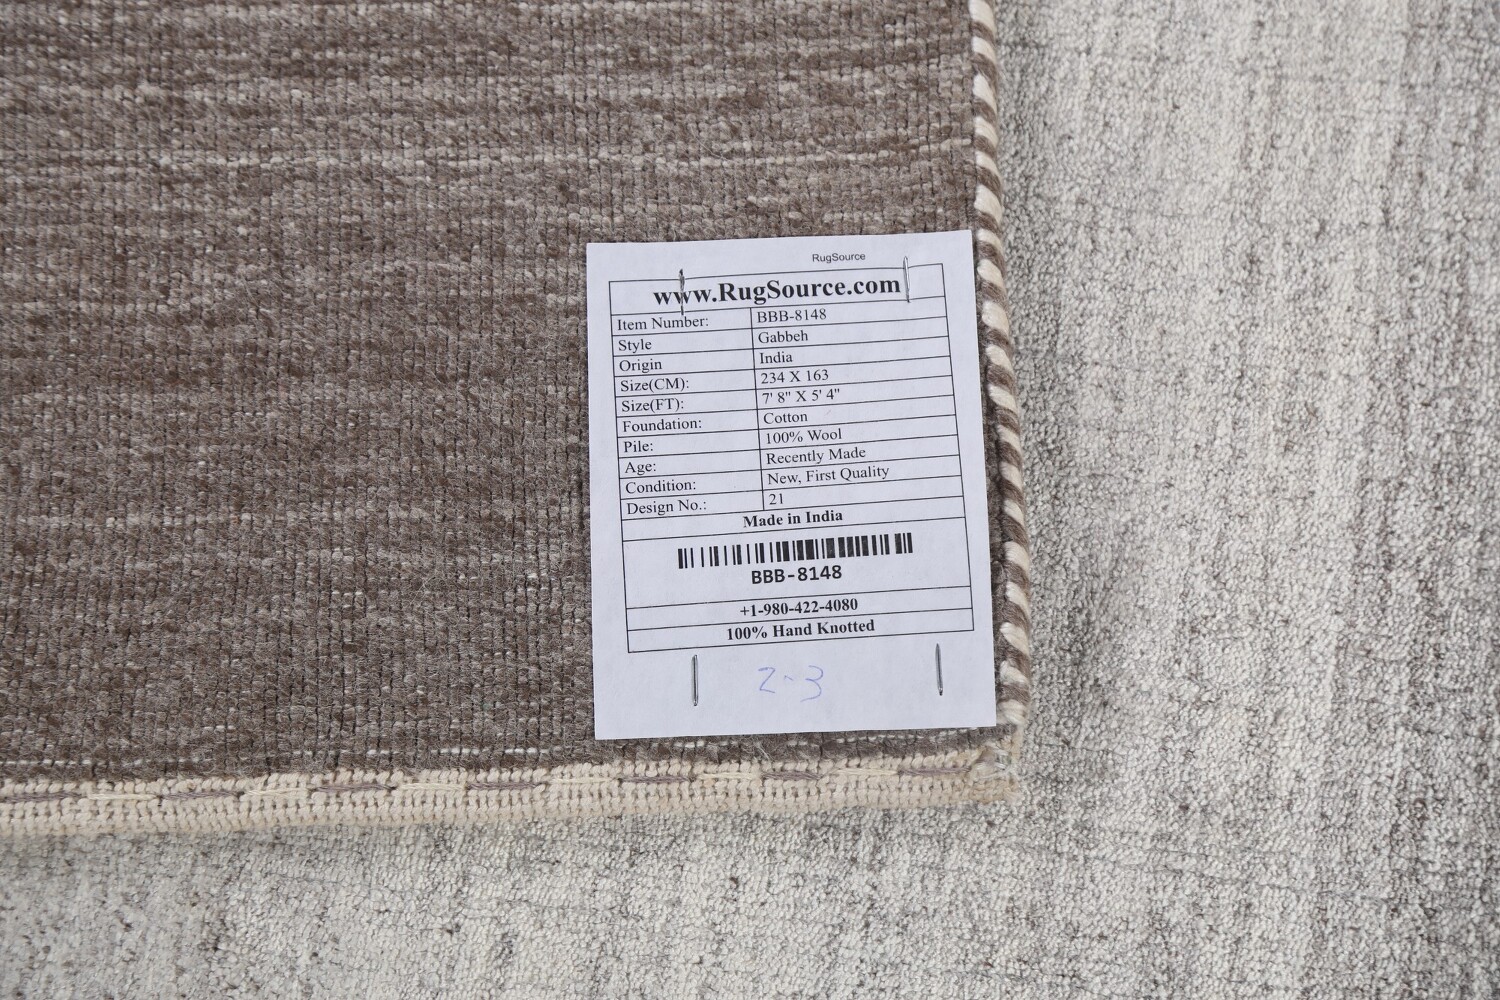 RugSource
www.RugSource.com
Item Number: BBB-8148
Style Gabbeh
Origin India
Size(CM): 234 X 163
Size(FT): 7' 8" X 5' 4"
Foundation: Cotton
Pile: 100% Wool
Age: Recently Made
Condition: New, First Quality
Design No.: 21
Made in India
BBB-8148
+1-980-422-4080
100% Hand Knotted
2-3